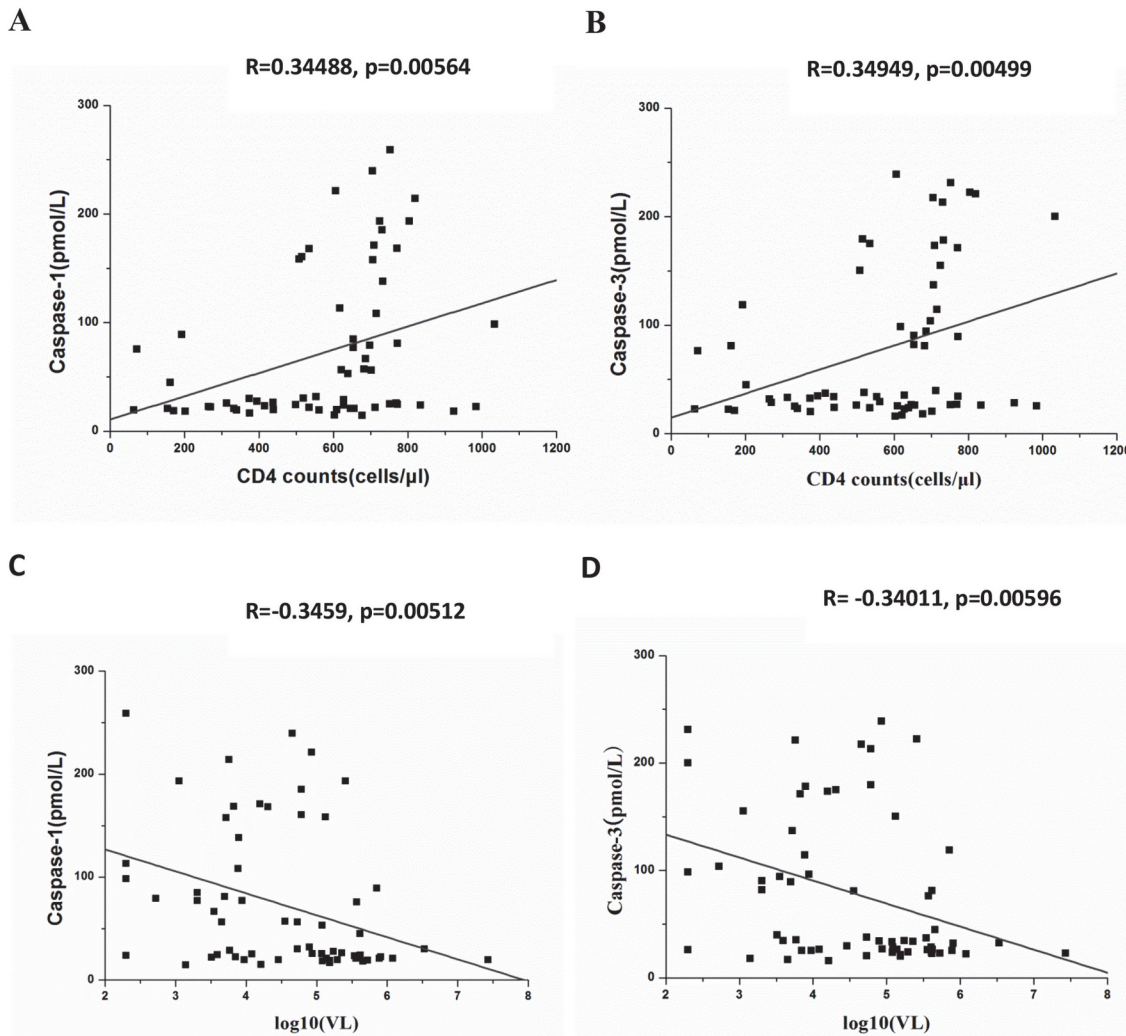 A
R=0.34488, p=0.00564
300
200
100
0
Caspase-1(pmol/L)
0 200 400 600 800 1000 1200
CD4 counts(cells/μl)
B
R=0.34949, p=0.00499
300
200
100
0
Caspase-3(pmol/L)
0 200 400 600 800 1000 1200
CD4 counts(cells/μl)
C
R=-0.3459, p=0.00512
300
200
100
0
Caspase-1(pmol/L)
2 3 4 5 6 7 8
log10(VL)
D
R= -0.34011, p=0.00596
300
200
100
0
Caspase-3(pmol/L)
2 3 4 5 6 7 8
log10(VL)